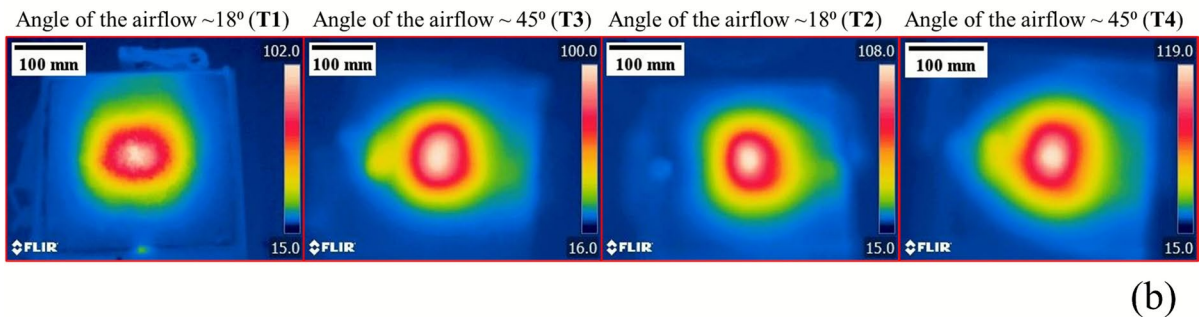 Angle of the airflow ~18⁰ (T1)
Angle of the airflow ~ 45⁰ (T3)
Angle of the airflow ~18⁰ (T2)
Angle of the airflow ~ 45⁰ (T4)
100 mm
102.0
100 mm
100.0
100 mm
108.0
100 mm
119.0
FLIR
15.0
FLIR
16.0
FLIR
15.0
FLIR
15.0
(b)